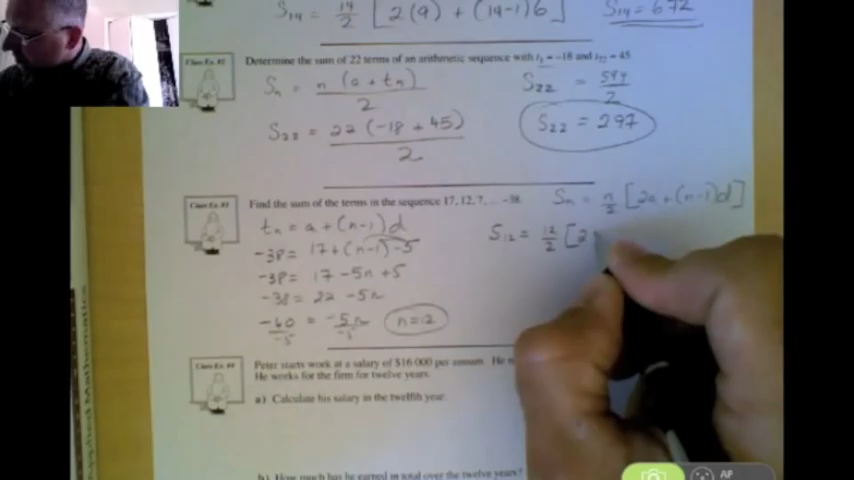 S14 = 14/2 [ 2(9) + (14-1)6 ]
S14 = 672
Class Ex. #2
Determine the sum of 22 terms of an arithmetic sequence with t1 = -18 and t22 = 45
Sn = n (a + tn) / 2
S22 = 594 / 2
S22 = 22 (-18 + 45) / 2
S22 = 297
Class Ex. #3
Find the sum of the terms in the sequence 17, 12, 7, ... -38
Sn = n/2 [2a + (n-1)d]
tn = a + (n-1)d
-38 = 17 + (n-1) -5
S12 = 12/2 [2
-38 = 17 - 5n + 5
-38 = 22 - 5n
-60/-5 = -5n/-5
n=12
Class Ex. #4
Peter starts work at a salary of $16 000 per annum. He
He works for the firm for twelve years.
a) Calculate his salary in the twelfth year.
b) How much has he earned in total over the twelve years?
Applied Mathematics
AF